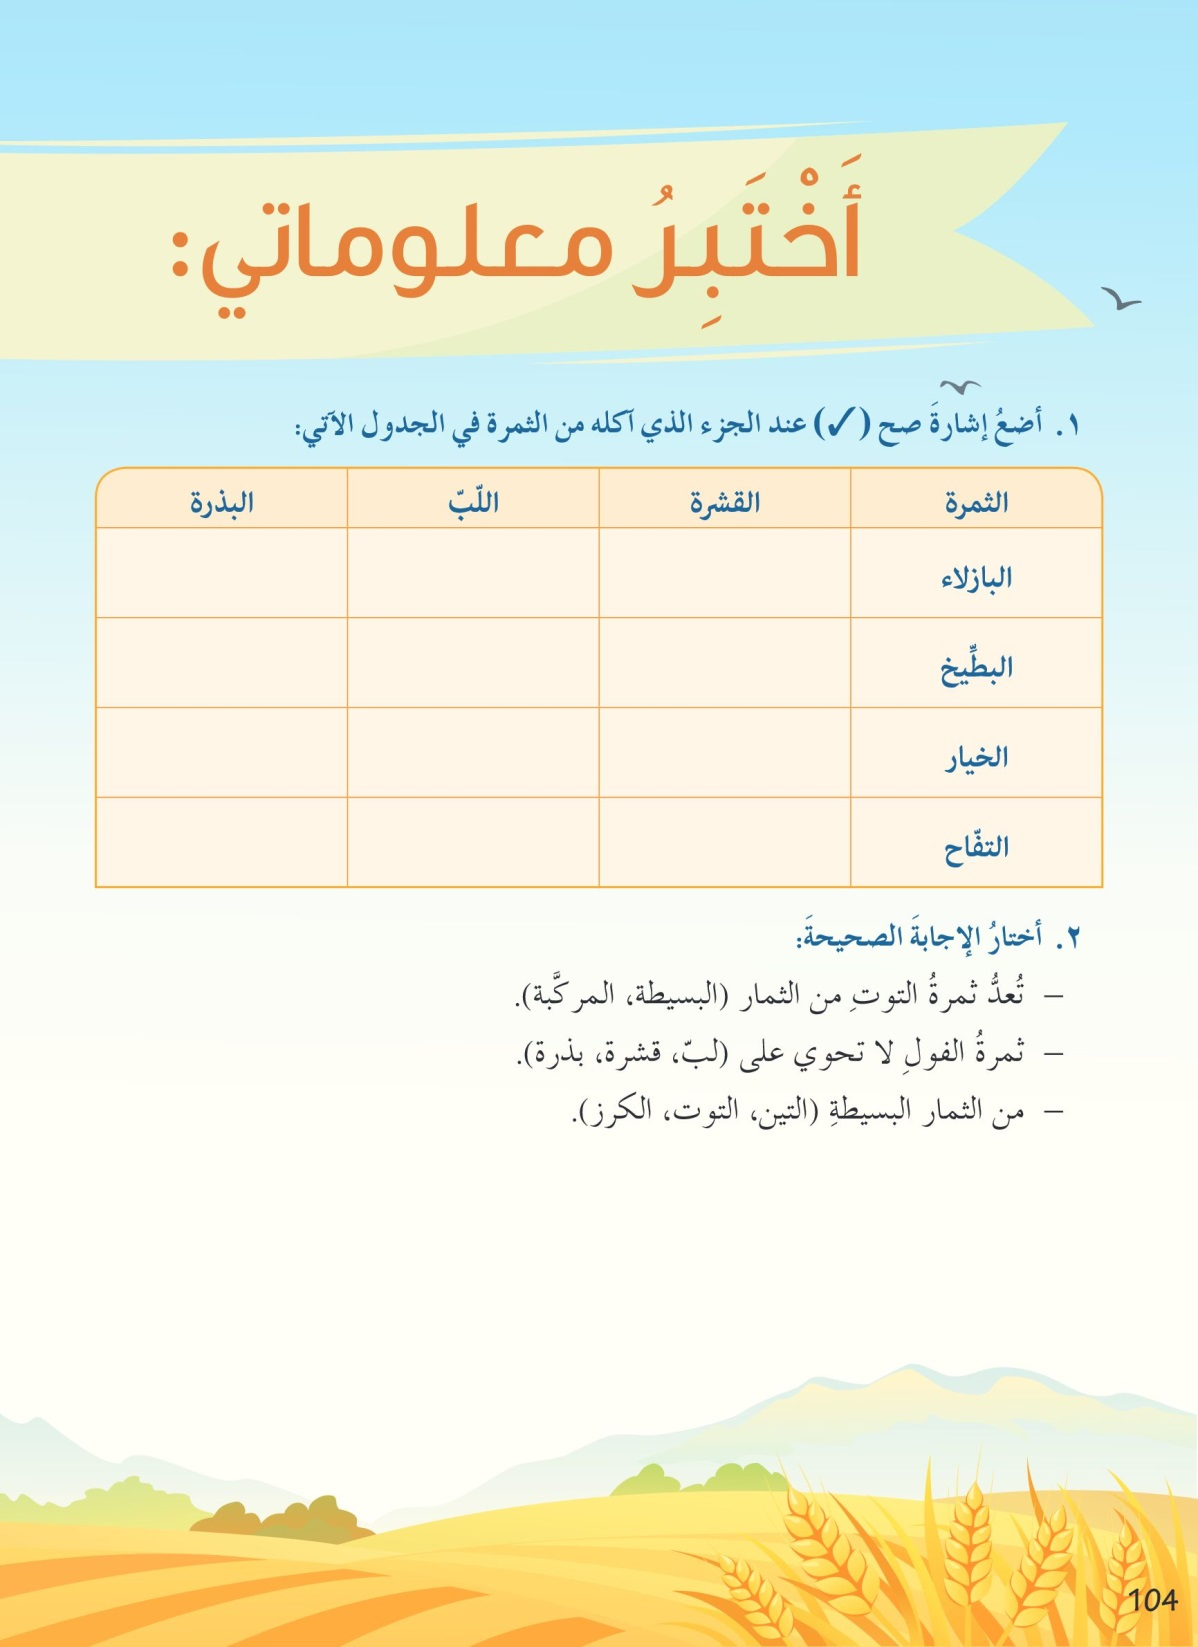 أَخْتَبِرُ معلوماتي:
١. أضعُ إشارةَ صح (✓) عند الجزء الذي آكله من الثمرة في الجدول الآتي:
الثمرة القشرة اللّبّ البذرة
البازلاء
البطِّيخ
الخيار
التفّاح
٢. أختارُ الإجابةَ الصحيحةَ:
– تُعدُّ ثمرةُ التوتِ من الثمار (البسيطة، المركَّبة).
– ثمرةُ الفولِ لا تحوي على (لبّ، قشرة، بذرة).
– من الثمار البسيطةِ (التين، التوت، الكرز).
104